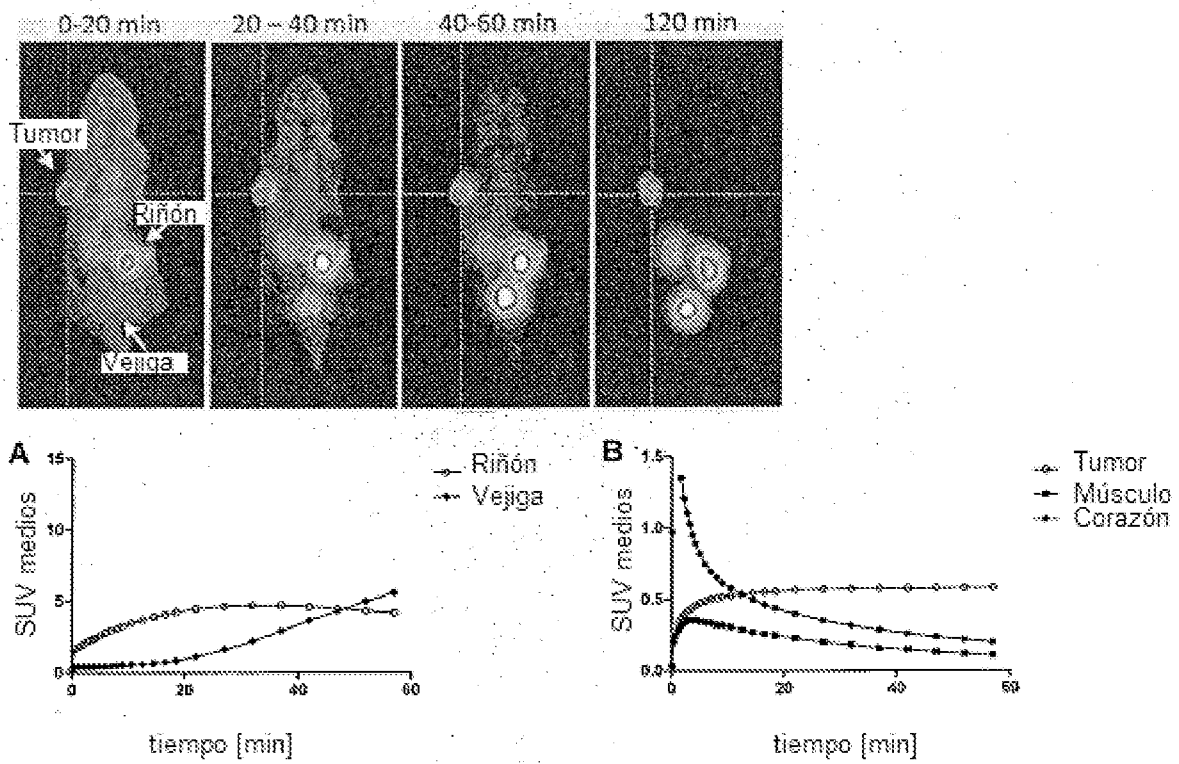 0-20 min
20 – 40 min
40-60 min
120 min
Tumor
Riñón
Vejiga
A
15
10
5
0
0
20
40
60
SUV medios
tiempo [min]
Riñón
Vejiga
B
1.5
1.0
0.5
0.0
0
20
40
60
SUV medios
tiempo [min]
Tumor
Músculo
Corazón